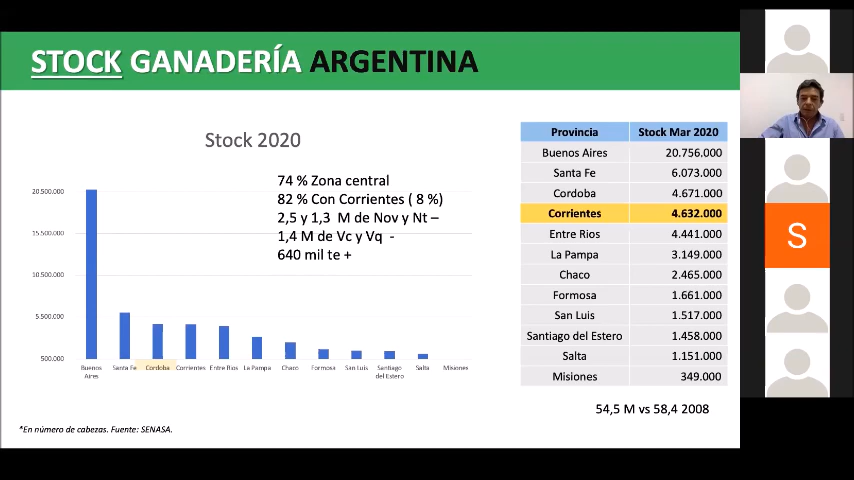 STOCK GANADERÍA ARGENTINA
Stock 2020
74 % Zona central
82 % Con Corrientes ( 8 %)
2,5 y 1,3 M de Nov y Nt –
1,4 M de Vc y Vq -
640 mil te +
20.500.000
15.500.000
10.500.000
5.500.000
500.000
Buenos Aires
Santa Fe
Cordoba
Corrientes
Entre Rios
La Pampa
Chaco
Formosa
San Luis
Santiago del Estero
Salta
Misiones
Provincia Stock Mar 2020
Buenos Aires 20.756.000
Santa Fe 6.073.000
Cordoba 4.671.000
Corrientes 4.632.000
Entre Rios 4.441.000
La Pampa 3.149.000
Chaco 2.465.000
Formosa 1.661.000
San Luis 1.517.000
Santiago del Estero 1.458.000
Salta 1.151.000
Misiones 349.000
54,5 M vs 58,4 2008
*En número de cabezas. Fuente: SENASA.
S